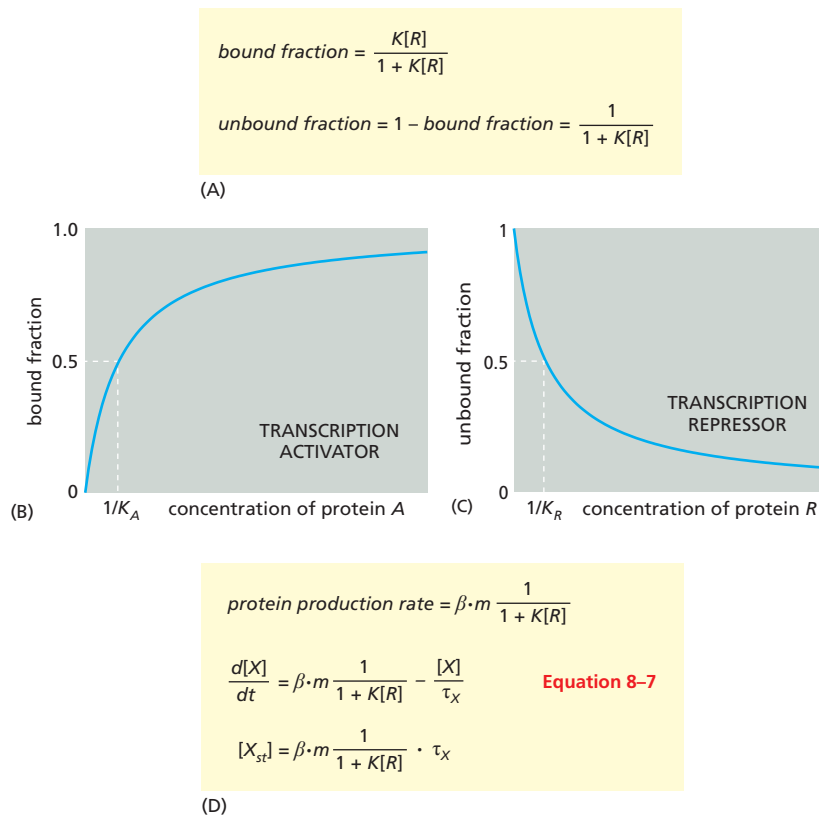 bound fraction = K[R] / 1 + K[R]
unbound fraction = 1 – bound fraction = 1 / 1 + K[R]
(A)
1.0
0.5
0
bound fraction
TRANSCRIPTION
ACTIVATOR
(B)
1/K_A
concentration of protein A
1
0.5
0
unbound fraction
TRANSCRIPTION
REPRESSOR
(C)
1/K_R
concentration of protein R
protein production rate = β·m 1 / 1 + K[R]
d[X] / dt = β·m 1 / 1 + K[R] – [X] / τ_X Equation 8–7
[X_st] = β·m 1 / 1 + K[R] · τ_X
(D)